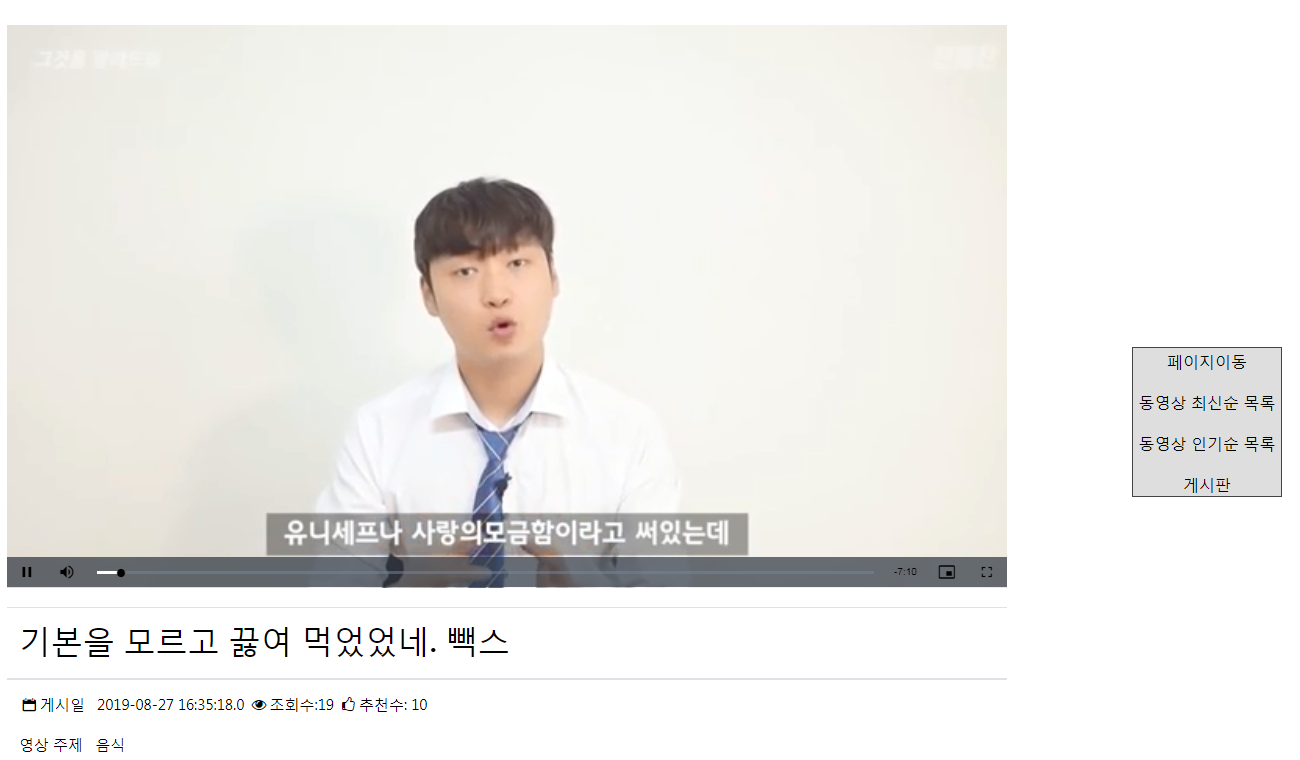 유니세프나 사랑의모금함이라고 써있는데
-7:10
기본을 모르고 끓여 먹었었네. 빽스
게시일 2019-08-27 16:35:18.0 조회수:19 추천수: 10
영상 주제 음식
페이지이동
동영상 최신순 목록
동영상 인기순 목록
게시판